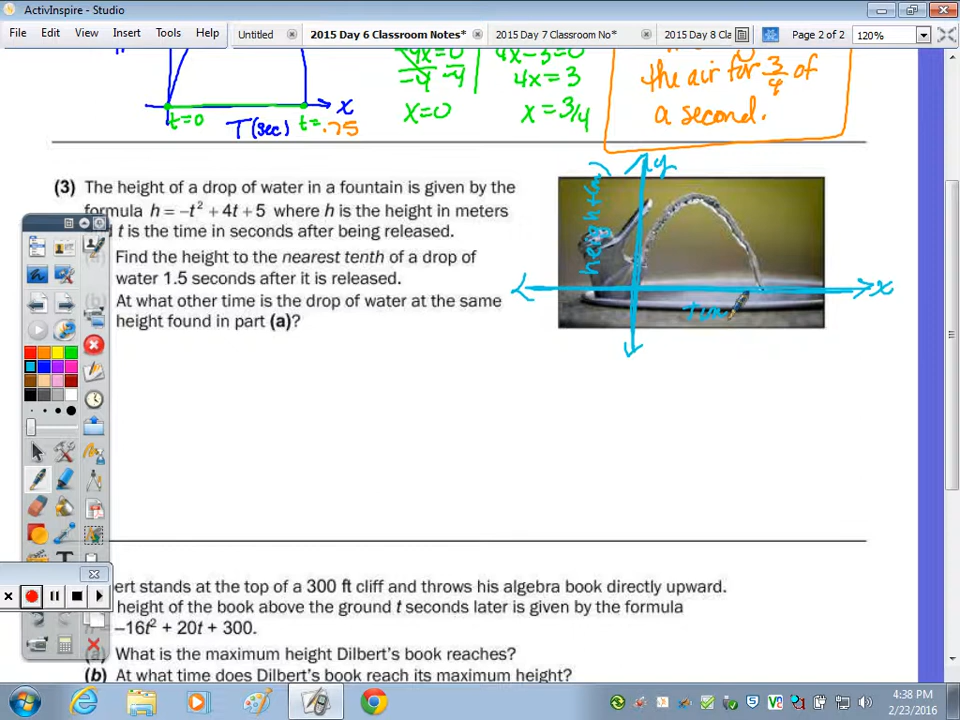 ActivInspire - Studio
File Edit View Insert Tools Help
Untitled
2015 Day 6 Classroom Notes*
2015 Day 7 Classroom No*
2015 Day 8 Cla
Page 2 of 2
120%
-4x=0
4x-3=0
-4 -4
4x=3
x=0
x=3/4
x
t=0
T(sec)
t=.75
the air for 3/4 of
a second.
(3) The height of a drop of water in a fountain is given by the
formula h = −t² + 4t + 5 where h is the height in meters
t is the time in seconds after being released.
Find the height to the nearest tenth of a drop of
water 1.5 seconds after it is released.
(b) At what other time is the drop of water at the same
height found in part (a)?
y
height (m)
x
ert stands at the top of a 300 ft cliff and throws his algebra book directly upward.
height of the book above the ground t seconds later is given by the formula
−16t² + 20t + 300.
(a) What is the maximum height Dilbert's book reaches?
(b) At what time does Dilbert's book reach its maximum height?
4:38 PM
2/23/2016